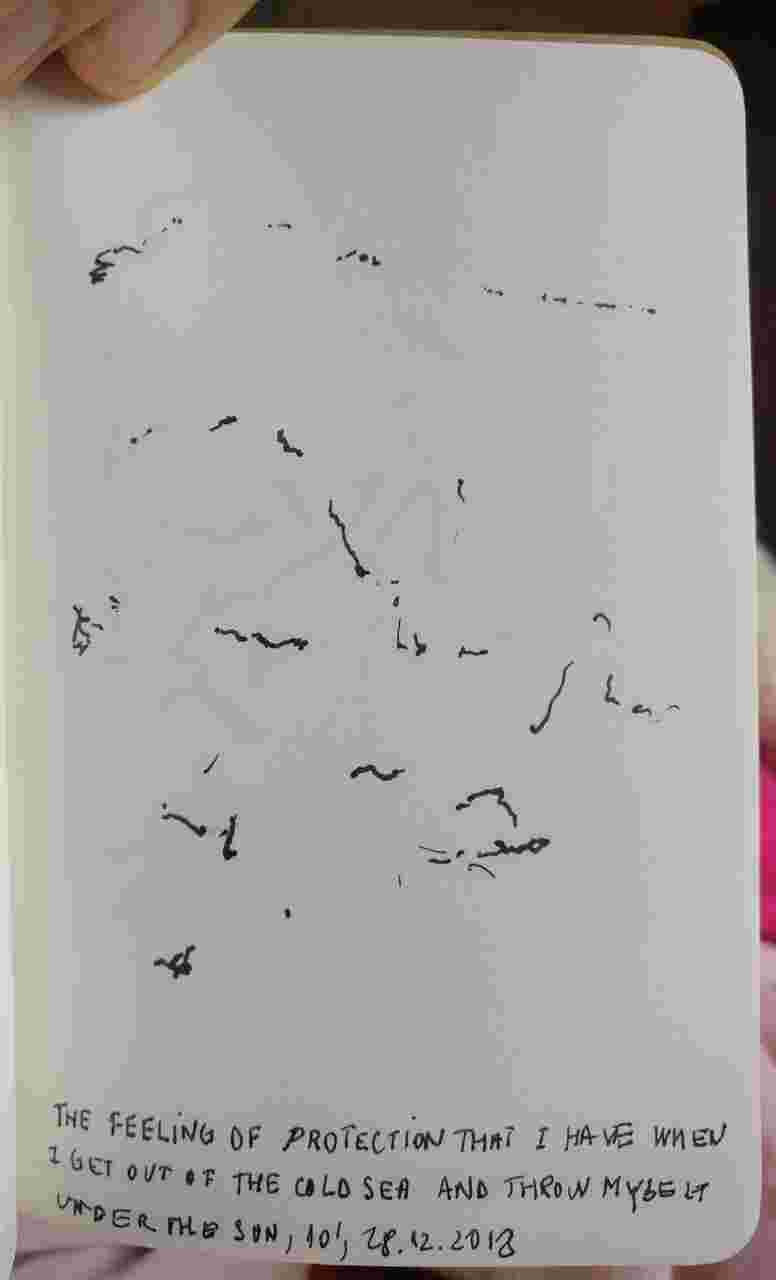 THE FEELING OF PROTECTION THAT I HAVE WHEN
I GET OUT OF THE COLD SEA AND THROW MYSELF
UNDER THE SUN, 10', 28.12.2018